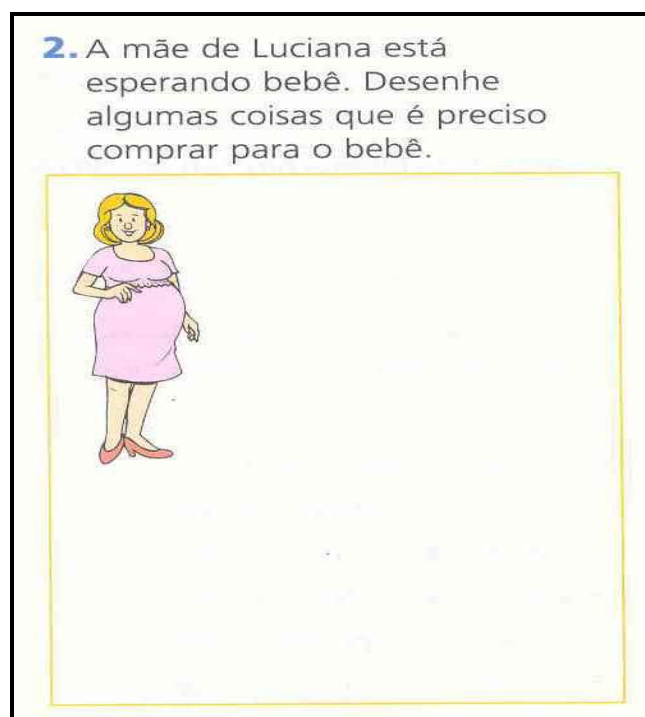 2. A mãe de Luciana está
esperando bebê. Desenhe
algumas coisas que é preciso
comprar para o bebê.